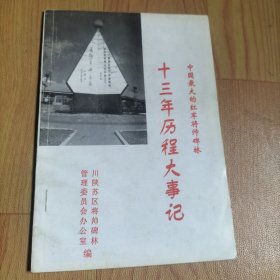 中国最大的红军将帅碑林
十三年历程大事记
川陕苏区将帅碑林
管理委员会办公室 编